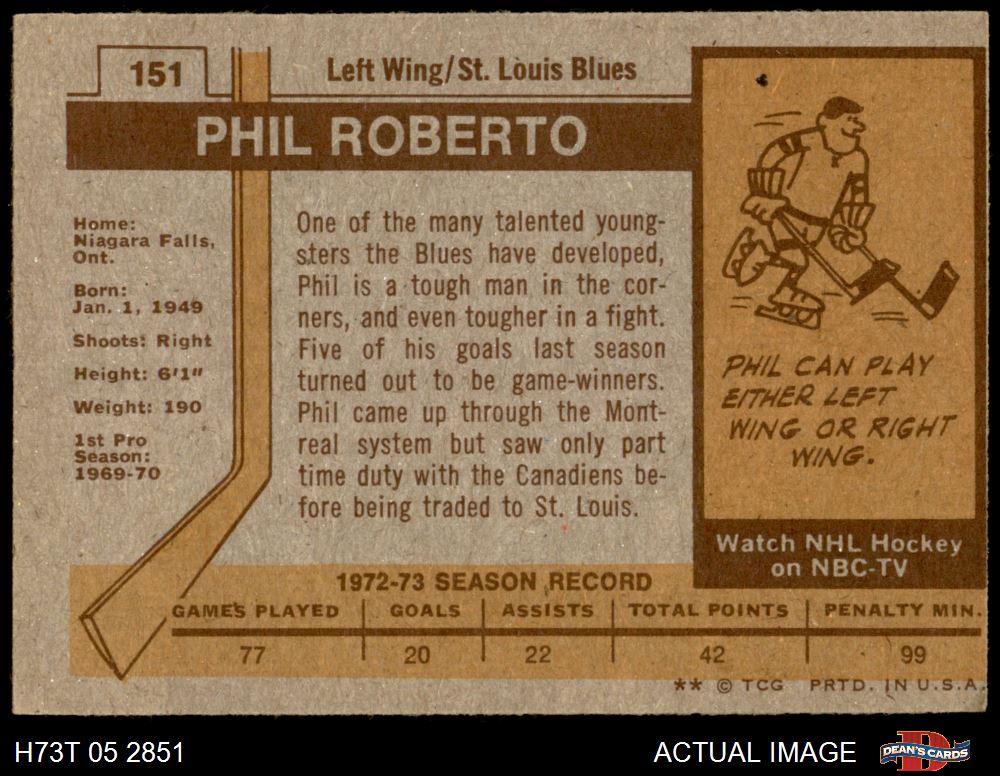 151
Left Wing/St. Louis Blues
PHIL ROBERTO
Home:
Niagara Falls,
Ont.
Born:
Jan. 1, 1949
Shoots: Right
Height: 6'1"
Weight: 190
1st Pro
Season:
1969-70
One of the many talented young-
sters the Blues have developed,
Phil is a tough man in the cor-
ners, and even tougher in a fight.
Five of his goals last season
turned out to be game-winners.
Phil came up through the Mont-
real system but saw only part
time duty with the Canadiens be-
fore being traded to St. Louis.
PHIL CAN PLAY
EITHER LEFT
WING OR RIGHT
WING.
Watch NHL Hockey
on NBC-TV
1972-73 SEASON RECORD
GAMES PLAYED GOALS ASSISTS TOTAL POINTS PENALTY MIN.
77 20 22 42 99
** © TCG PRTD. IN U.S.A.
H73T 05 2851 ACTUAL IMAGE DEAN'S CARDS